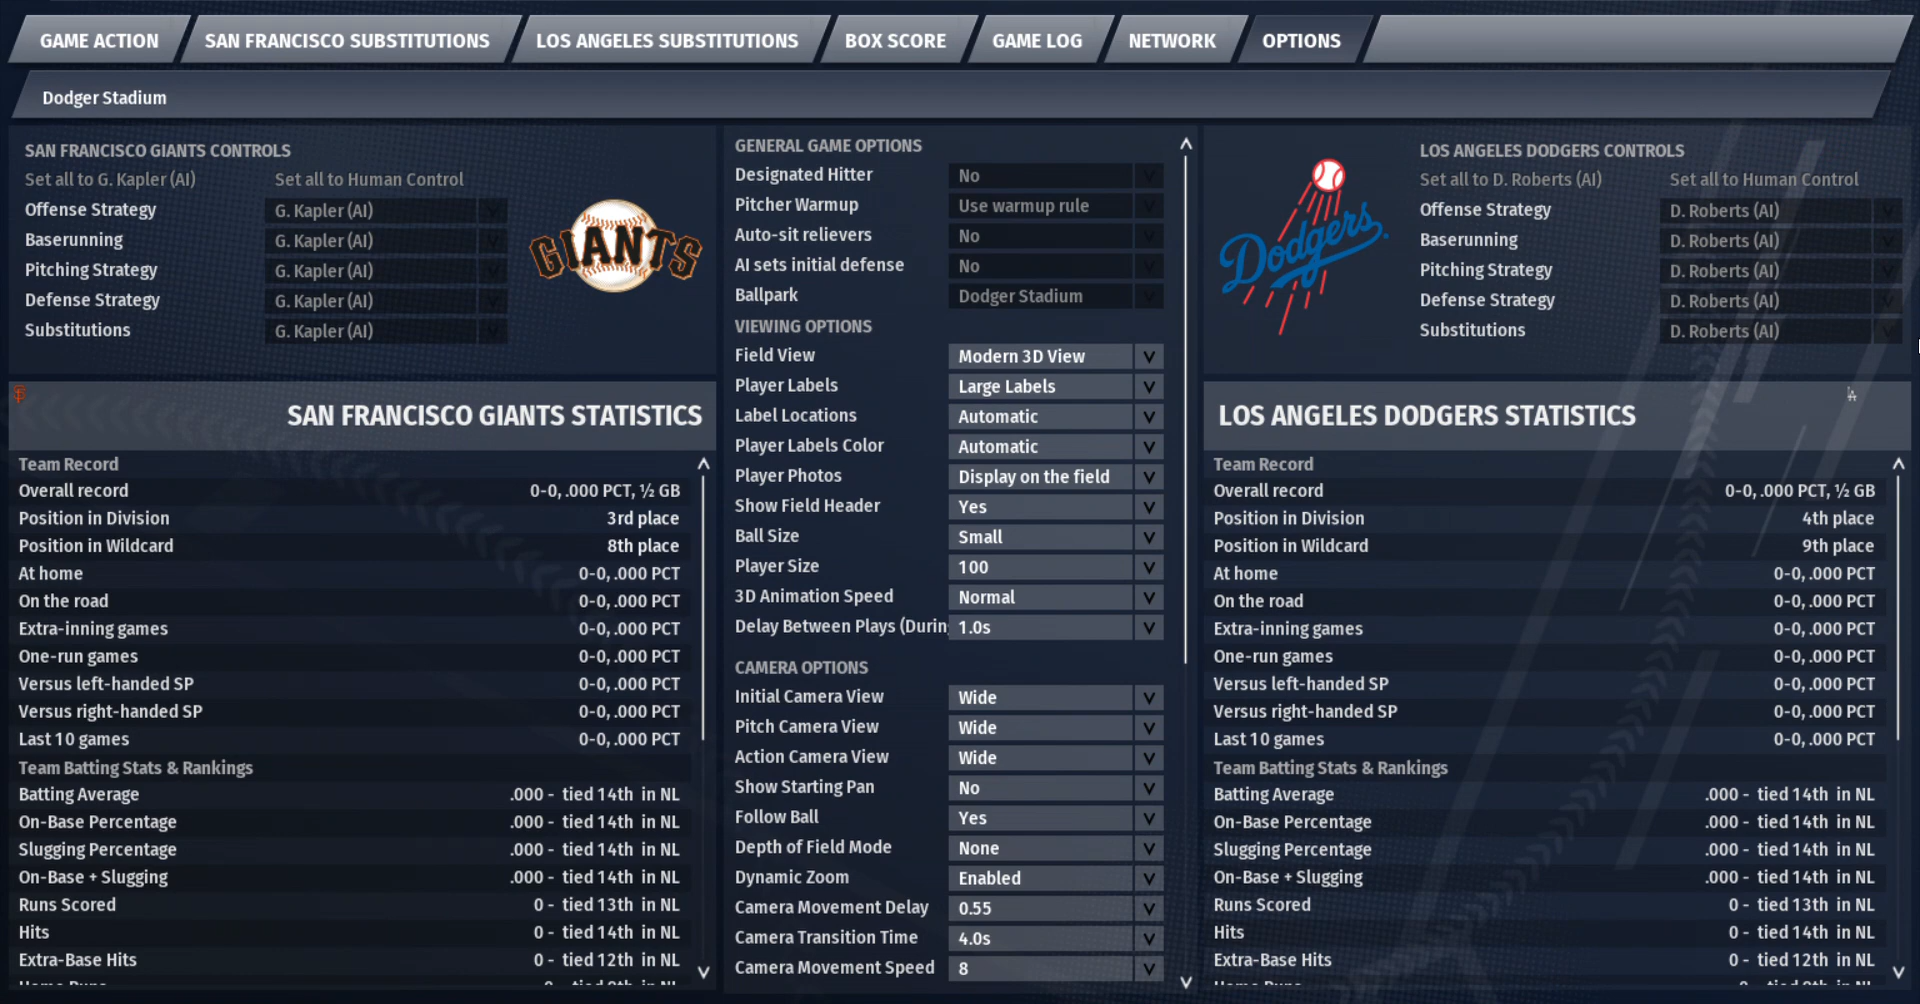 GAME ACTION
SAN FRANCISCO SUBSTITUTIONS
LOS ANGELES SUBSTITUTIONS
BOX SCORE
GAME LOG
NETWORK
OPTIONS
Dodger Stadium
SAN FRANCISCO GIANTS CONTROLS
Set all to G. Kapler (AI) Set all to Human Control
Offense Strategy G. Kapler (AI)
Baserunning G. Kapler (AI)
Pitching Strategy G. Kapler (AI)
Defense Strategy G. Kapler (AI)
Substitutions G. Kapler (AI)
GIANTS
SAN FRANCISCO GIANTS STATISTICS
Team Record
Overall record 0-0, .000 PCT, ½ GB
Position in Division 3rd place
Position in Wildcard 8th place
At home 0-0, .000 PCT
On the road 0-0, .000 PCT
Extra-inning games 0-0, .000 PCT
One-run games 0-0, .000 PCT
Versus left-handed SP 0-0, .000 PCT
Versus right-handed SP 0-0, .000 PCT
Last 10 games 0-0, .000 PCT
Team Batting Stats & Rankings
Batting Average .000 - tied 14th in NL
On-Base Percentage .000 - tied 14th in NL
Slugging Percentage .000 - tied 14th in NL
On-Base + Slugging .000 - tied 14th in NL
Runs Scored 0 - tied 13th in NL
Hits 0 - tied 14th in NL
Extra-Base Hits 0 - tied 12th in NL
GENERAL GAME OPTIONS
Designated Hitter No
Pitcher Warmup Use warmup rule
Auto-sit relievers No
AI sets initial defense No
Ballpark Dodger Stadium
VIEWING OPTIONS
Field View Modern 3D View
Player Labels Large Labels
Label Locations Automatic
Player Labels Color Automatic
Player Photos Display on the field
Show Field Header Yes
Ball Size Small
Player Size 100
3D Animation Speed Normal
Delay Between Plays (Durin 1.0s
CAMERA OPTIONS
Initial Camera View Wide
Pitch Camera View Wide
Action Camera View Wide
Show Starting Pan No
Follow Ball Yes
Depth of Field Mode None
Dynamic Zoom Enabled
Camera Movement Delay 0.55
Camera Transition Time 4.0s
Camera Movement Speed 8
Dodgers
LOS ANGELES DODGERS CONTROLS
Set all to D. Roberts (AI) Set all to Human Control
Offense Strategy D. Roberts (AI)
Baserunning D. Roberts (AI)
Pitching Strategy D. Roberts (AI)
Defense Strategy D. Roberts (AI)
Substitutions D. Roberts (AI)
LOS ANGELES DODGERS STATISTICS
Team Record
Overall record 0-0, .000 PCT, ½ GB
Position in Division 4th place
Position in Wildcard 9th place
At home 0-0, .000 PCT
On the road 0-0, .000 PCT
Extra-inning games 0-0, .000 PCT
One-run games 0-0, .000 PCT
Versus left-handed SP 0-0, .000 PCT
Versus right-handed SP 0-0, .000 PCT
Last 10 games 0-0, .000 PCT
Team Batting Stats & Rankings
Batting Average .000 - tied 14th in NL
On-Base Percentage .000 - tied 14th in NL
Slugging Percentage .000 - tied 14th in NL
On-Base + Slugging .000 - tied 14th in NL
Runs Scored 0 - tied 13th in NL
Hits 0 - tied 14th in NL
Extra-Base Hits 0 - tied 12th in NL